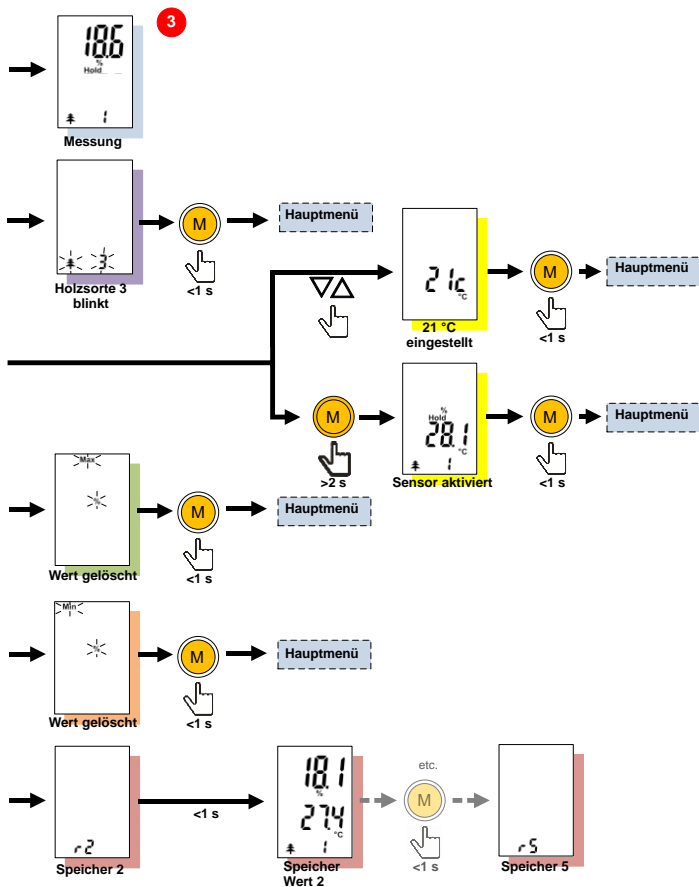 3
18.6
%
Hold
1
Messung
3
Holzsorte 3
blinkt
M
<1 s
Hauptmenü
21c
°C
21 °C
eingestellt
M
<1 s
Hauptmenü
M
>2 s
%
Hold
28.1
°C
1
Sensor aktiviert
M
<1 s
Hauptmenü
Max
%
Wert gelöscht
M
<1 s
Hauptmenü
Min
%
Wert gelöscht
M
<1 s
Hauptmenü
r2
Speicher 2
<1 s
18.1
%
27.4
°C
1
Speicher
Wert 2
etc.
M
<1 s
r5
Speicher 5